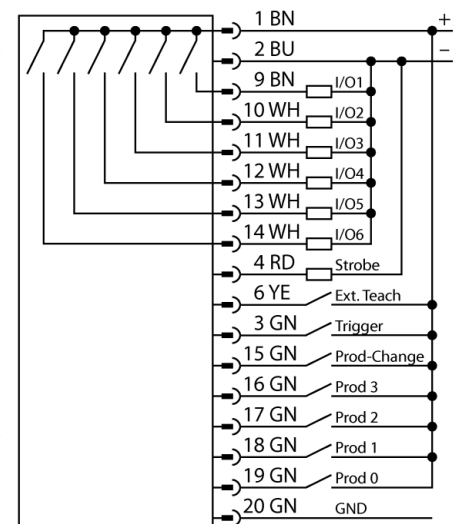 1 BN +
2 BU −
9 BN I/O1
10 WH I/O2
11 WH I/O3
12 WH I/O4
13 WH I/O5
14 WH I/O6
4 RD Strobe
6 YE Ext. Teach
3 GN Trigger
15 GN Prod-Change
16 GN Prod 3
17 GN Prod 2
18 GN Prod 1
19 GN Prod 0
20 GN GND